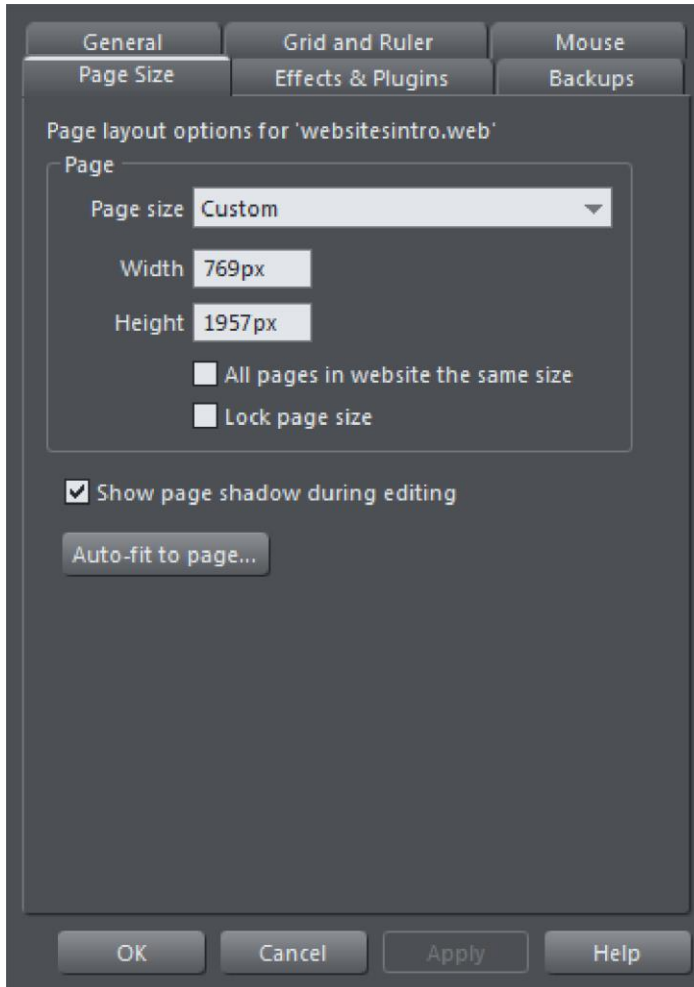 General Grid and Ruler Mouse
Page Size Effects & Plugins Backups
Page layout options for 'websitesintro.web'
Page
Page size Custom
Width 769px
Height 1957px
All pages in website the same size
Lock page size
Show page shadow during editing
Auto-fit to page...
OK Cancel Apply Help